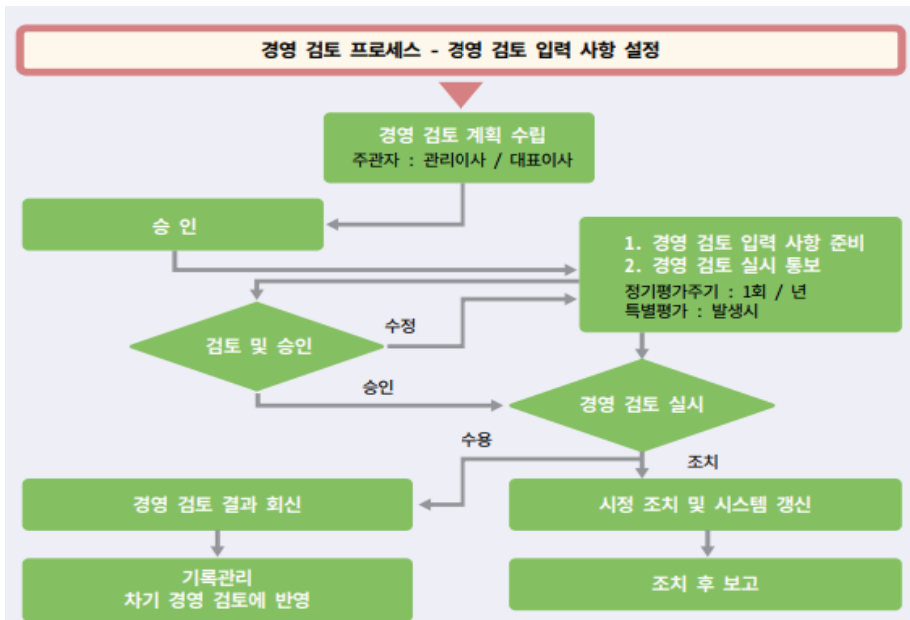 경영 검토 프로세스 - 경영 검토 입력 사항 설정
경영 검토 계획 수립
주관자 : 관리이사 / 대표이사
승 인
1. 경영 검토 입력 사항 준비
2. 경영 검토 실시 통보
정기평가주기 : 1회 / 년
특별평가 : 발생시
수정
검토 및 승인
승인
경영 검토 실시
수용
조치
경영 검토 결과 회신
시정 조치 및 시스템 갱신
기록관리
차기 경영 검토에 반영
조치 후 보고